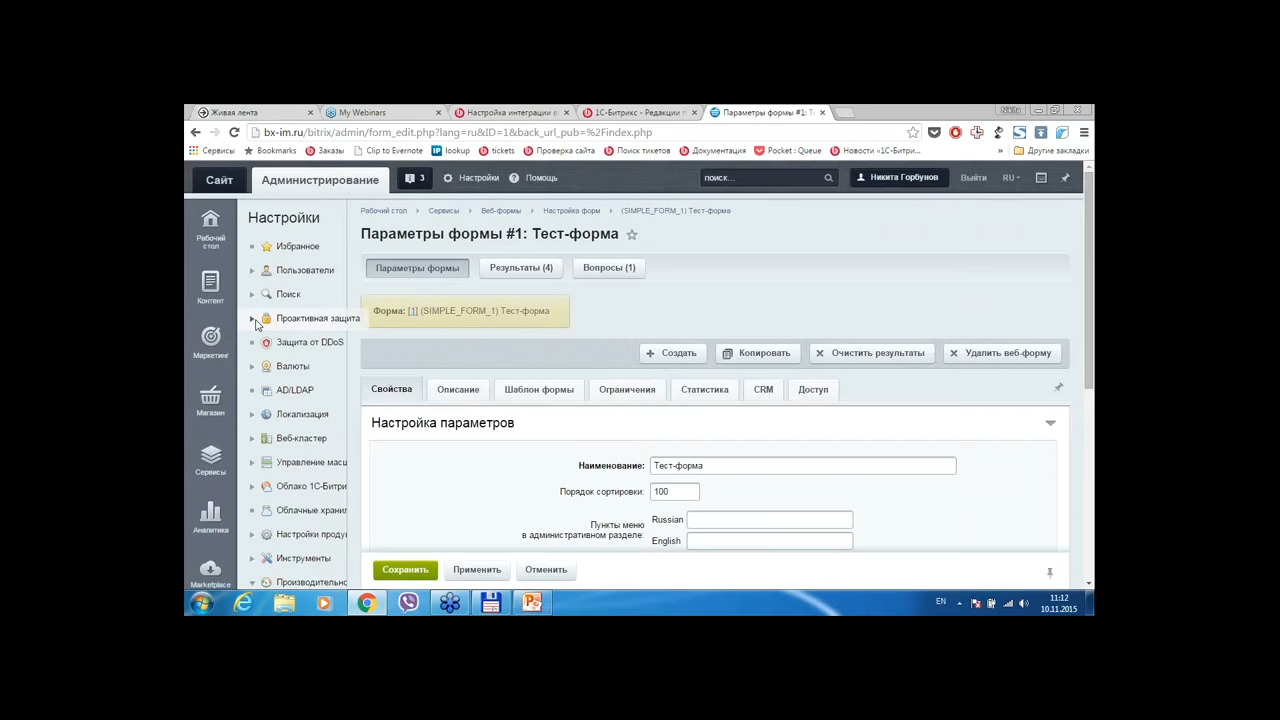 Живая лента
My Webinars
Настройка интеграции в
1С-Битрикс - Редакции п
Параметры формы #1: Т
Nikita
bx-im.ru/bitrix/admin/form_edit.php?lang=ru&ID=1&back_url_pub=%2Findex.php
Сервисы
Bookmarks
Заказы
Clip to Evernote
lookup
tickets
Проверка сайта
Поиск тикетов
Документация
Pocket : Queue
Новости «1С-Битри...
»
Другие закладки
Сайт
Администрирование
3
Настройки
Помощь
поиск...
Никита Горбунов
Выйти
RU
Рабочий стол
Контент
Маркетинг
Магазин
Сервисы
Аналитика
Marketplace
Настройки
Избранное
Пользователи
Поиск
Проактивная защита
Защита от DDoS
Валюты
AD/LDAP
Локализация
Веб-кластер
Управление масш
Облако 1С-Битри
Облачные хранил
Настройки проду
Инструменты
Производительно
Рабочий стол Сервисы Веб-формы Настройка форм (SIMPLE_FORM_1) Тест-форма
Параметры формы #1: Тест-форма
Параметры формы Результаты (4) Вопросы (1)
Форма: [1] (SIMPLE_FORM_1) Тест-форма
Создать Копировать Очистить результаты Удалить веб-форму
Свойства Описание Шаблон формы Ограничения Статистика CRM Доступ
Настройка параметров
Наименование: Тест-форма
Порядок сортировки: 100
Пункты меню
в административном разделе:
Russian
English
Сохранить Применить Отменить
EN
11:12
10.11.2015